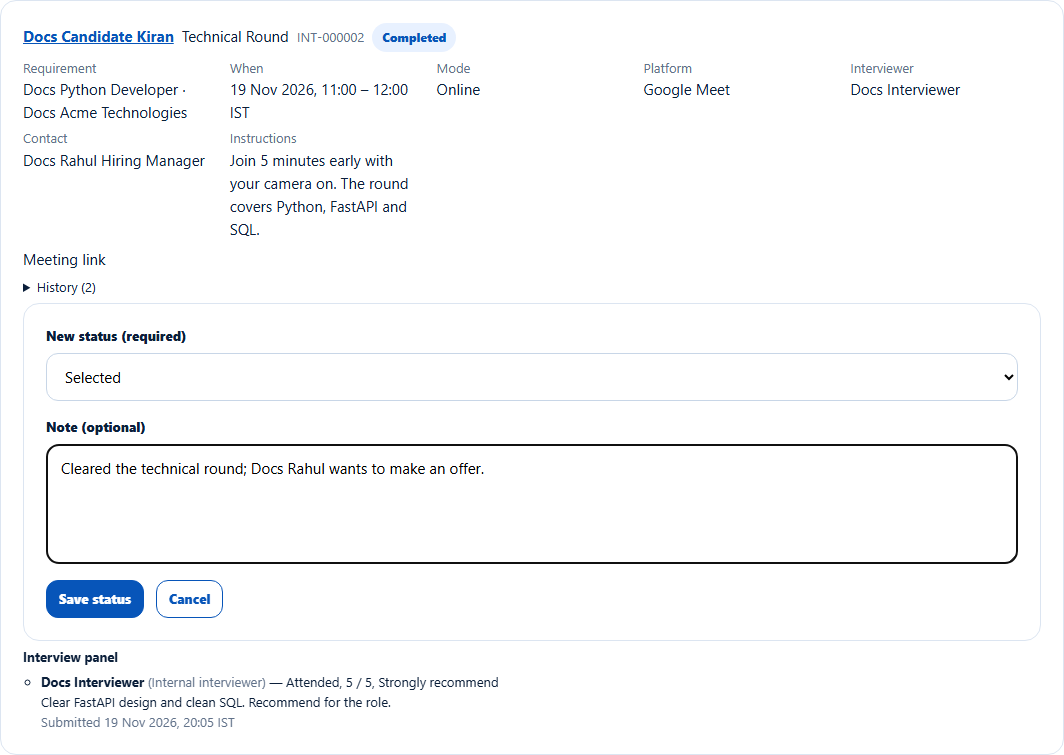 Docs Candidate Kiran Technical Round INT-000002 Completed
Requirement
Docs Python Developer ·
Docs Acme Technologies
When
19 Nov 2026, 11:00 – 12:00
IST
Mode
Online
Platform
Google Meet
Interviewer
Docs Interviewer
Contact
Docs Rahul Hiring Manager
Instructions
Join 5 minutes early with
your camera on. The round
covers Python, FastAPI and
SQL.
Meeting link
History (2)
New status (required)
Selected
Note (optional)
Cleared the technical round; Docs Rahul wants to make an offer.
Save status
Cancel
Interview panel
Docs Interviewer (Internal interviewer) — Attended, 5 / 5, Strongly recommend
Clear FastAPI design and clean SQL. Recommend for the role.
Submitted 19 Nov 2026, 20:05 IST